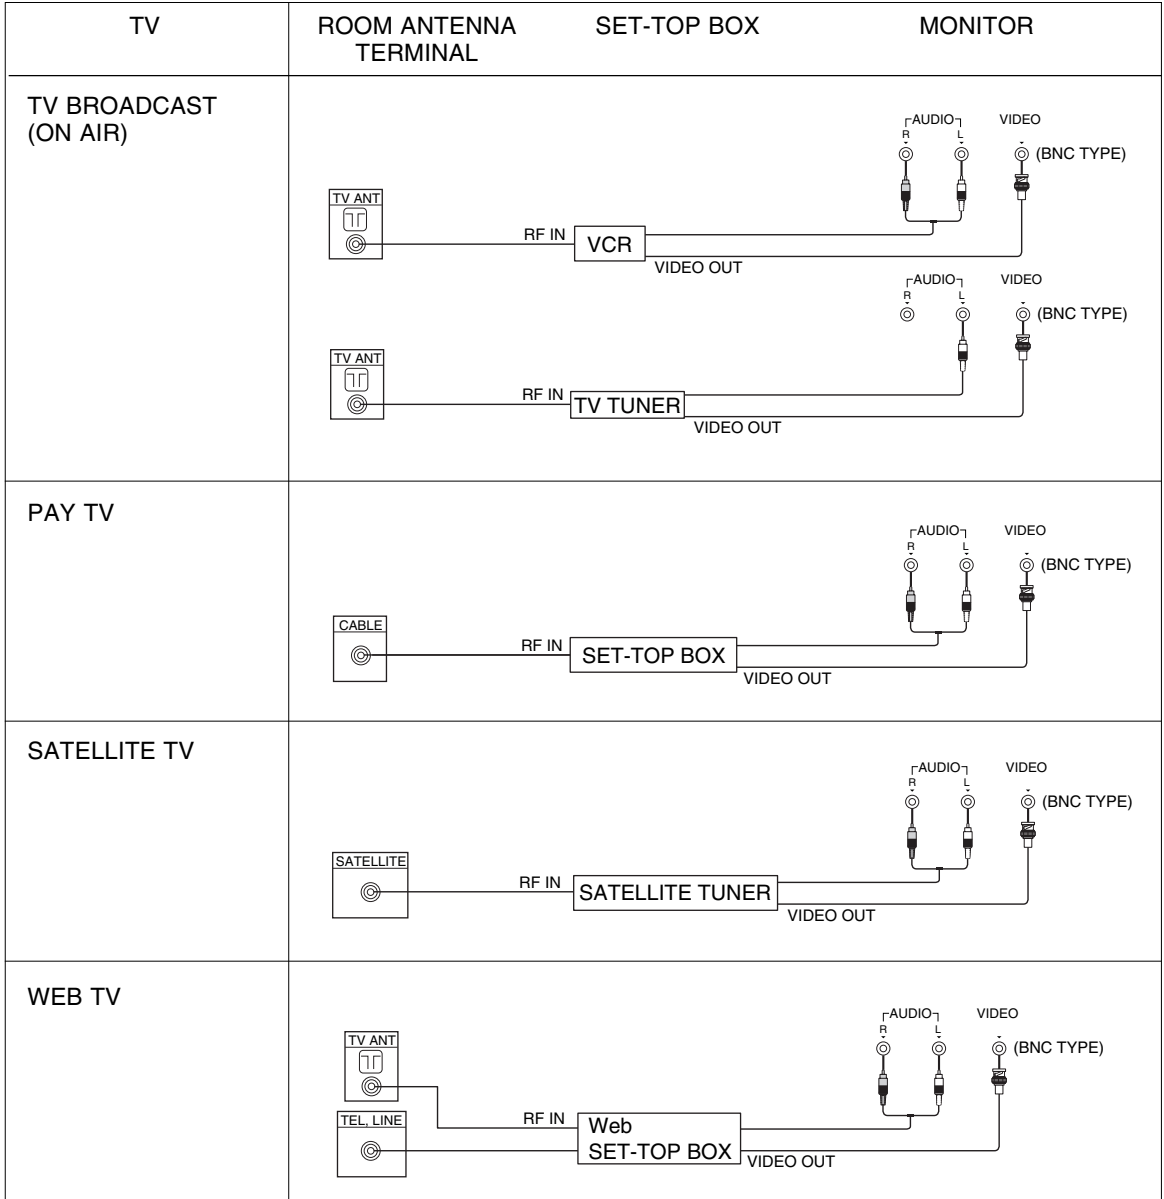 TV
ROOM ANTENNA
TERMINAL
SET-TOP BOX
MONITOR
TV BROADCAST
(ON AIR)
AUDIO
R
L
VIDEO
(BNC TYPE)
TV ANT
RF IN
VCR
VIDEO OUT
AUDIO
R
L
VIDEO
(BNC TYPE)
TV ANT
RF IN
TV TUNER
VIDEO OUT
PAY TV
AUDIO
R
L
VIDEO
(BNC TYPE)
CABLE
RF IN
SET-TOP BOX
VIDEO OUT
SATELLITE TV
AUDIO
R
L
VIDEO
(BNC TYPE)
SATELLITE
RF IN
SATELLITE TUNER
VIDEO OUT
WEB TV
AUDIO
R
L
VIDEO
(BNC TYPE)
TV ANT
TEL, LINE
RF IN
Web
SET-TOP BOX
VIDEO OUT